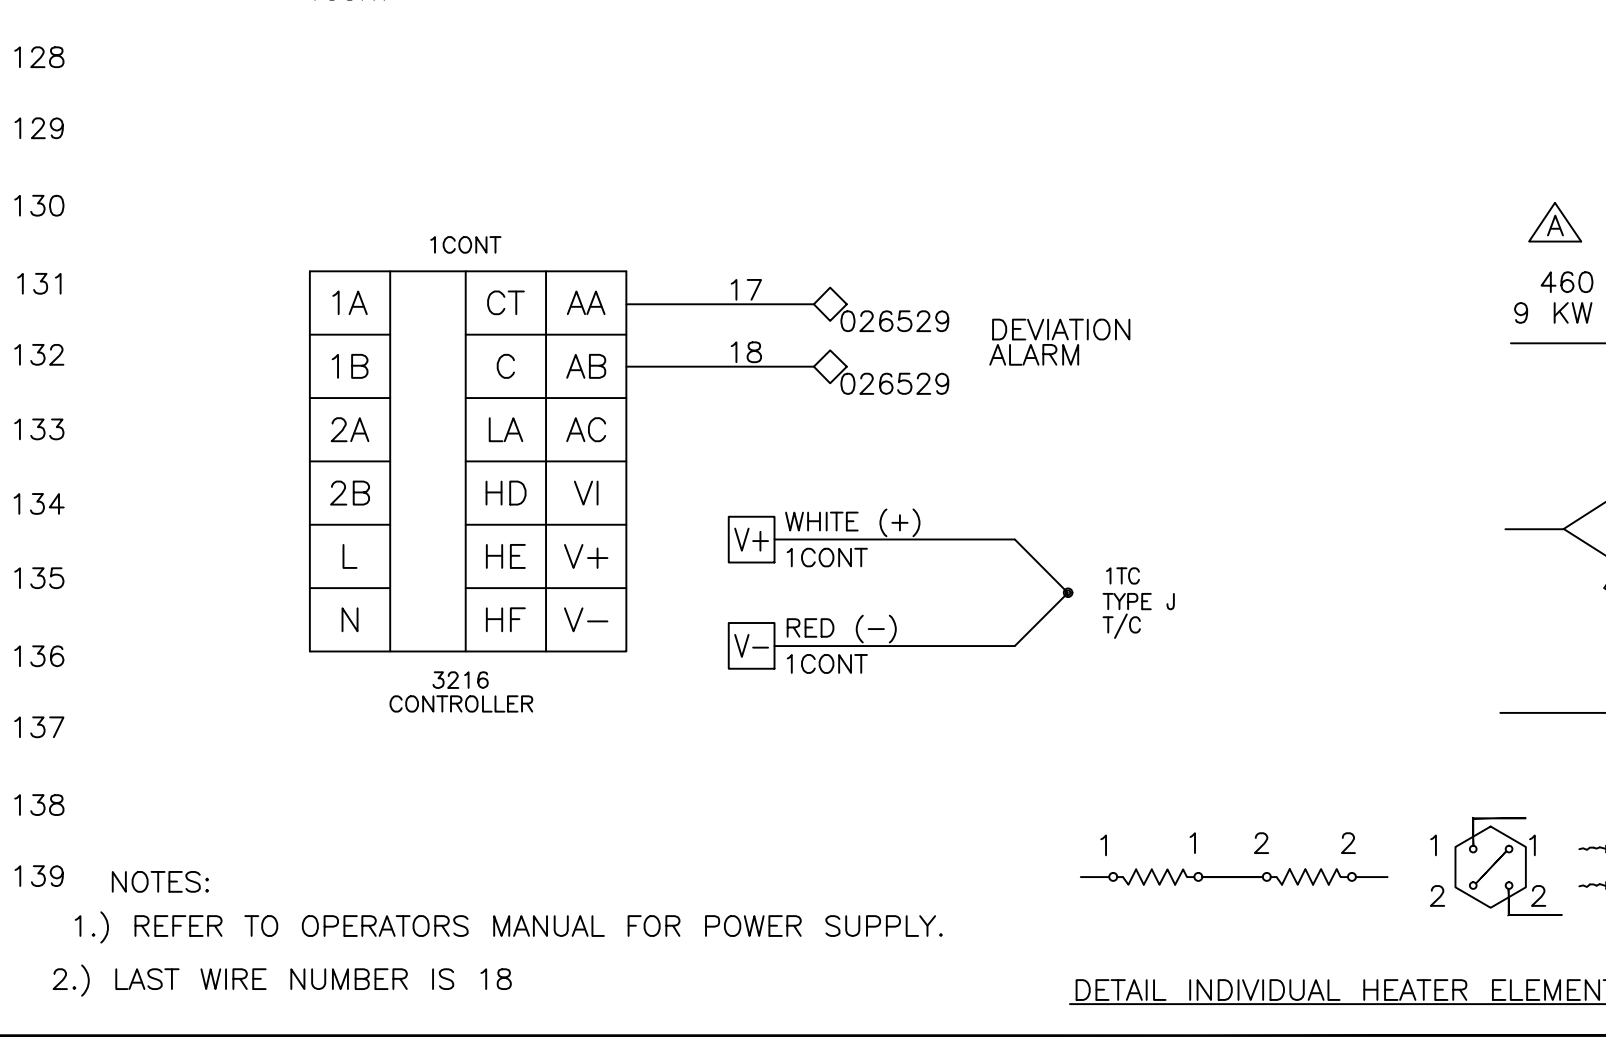 128
129
130
A
1CONT
131
460
9 KW
1A CT AA 17
026529
DEVIATION
ALARM
132
1B C AB 18
026529
133
2A LA AC
134
2B HD VI
V+ WHITE (+)
1CONT
135
L HE V+
1TC
TYPE J
T/C
N HF V−
V− RED (−)
1CONT
136
3216
CONTROLLER
137
138
1 1 2 2
1 1
2 2
139
NOTES:
1.) REFER TO OPERATORS MANUAL FOR POWER SUPPLY.
2.) LAST WIRE NUMBER IS 18
DETAIL INDIVIDUAL HEATER ELEMENT